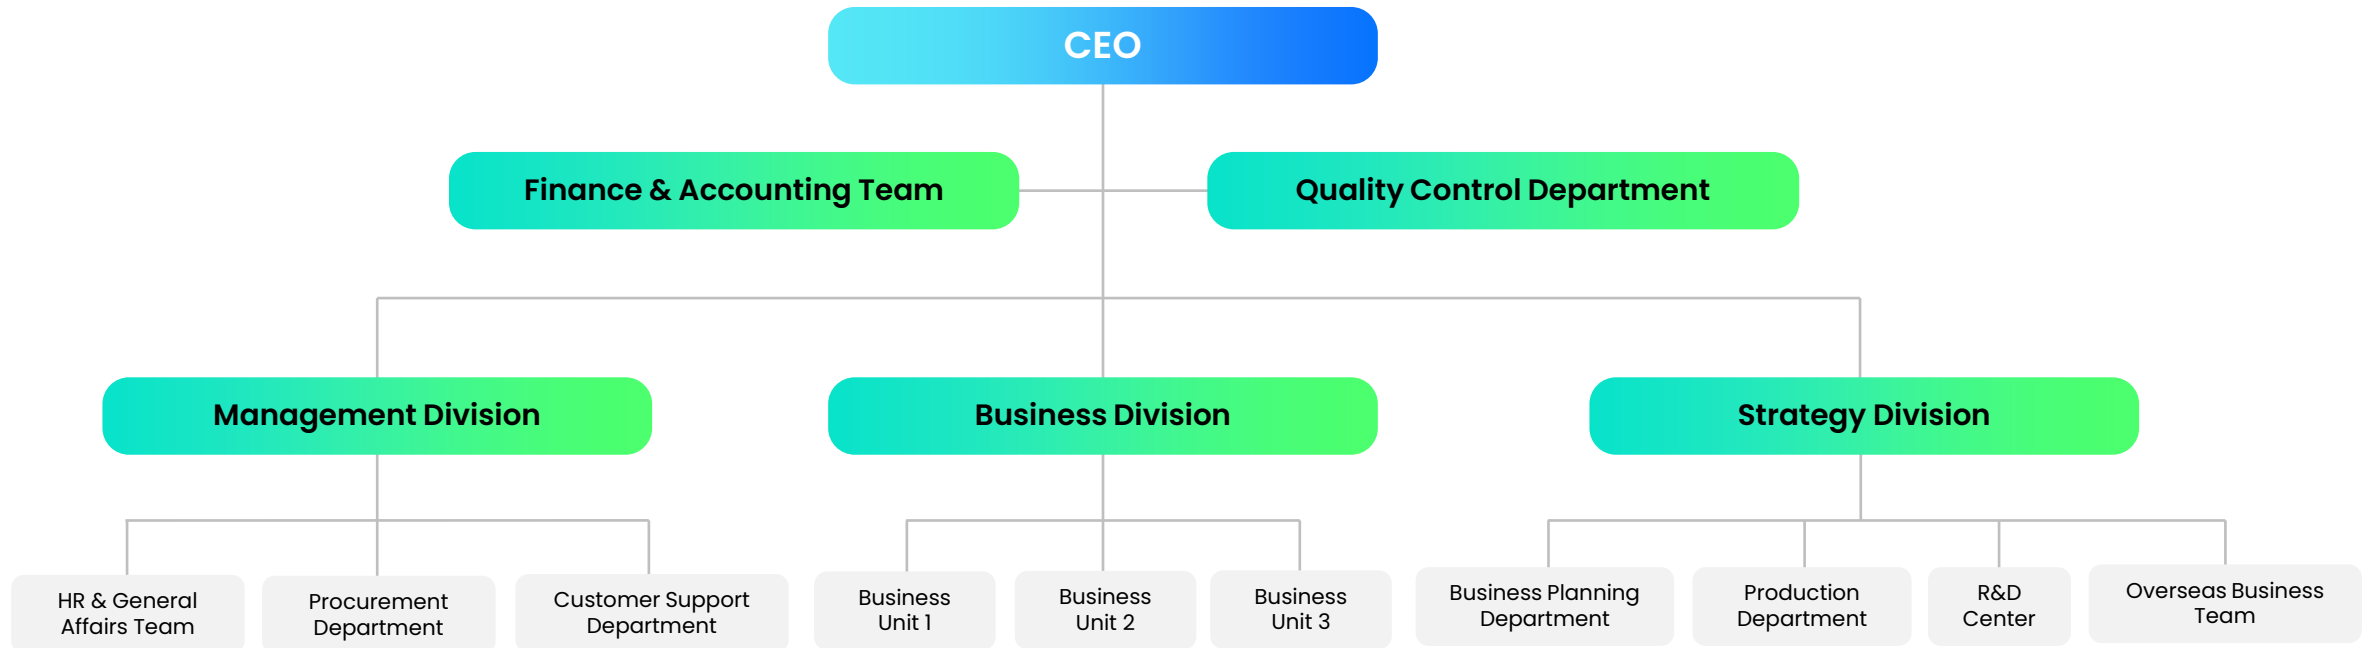 CEO
Finance & Accounting Team
Quality Control Department
Management Division
Business Division
Strategy Division
HR & General
Affairs Team
Procurement
Department
Customer Support
Department
Business
Unit 1
Business
Unit 2
Business
Unit 3
Business Planning
Department
Production
Department
R&D
Center
Overseas Business
Team